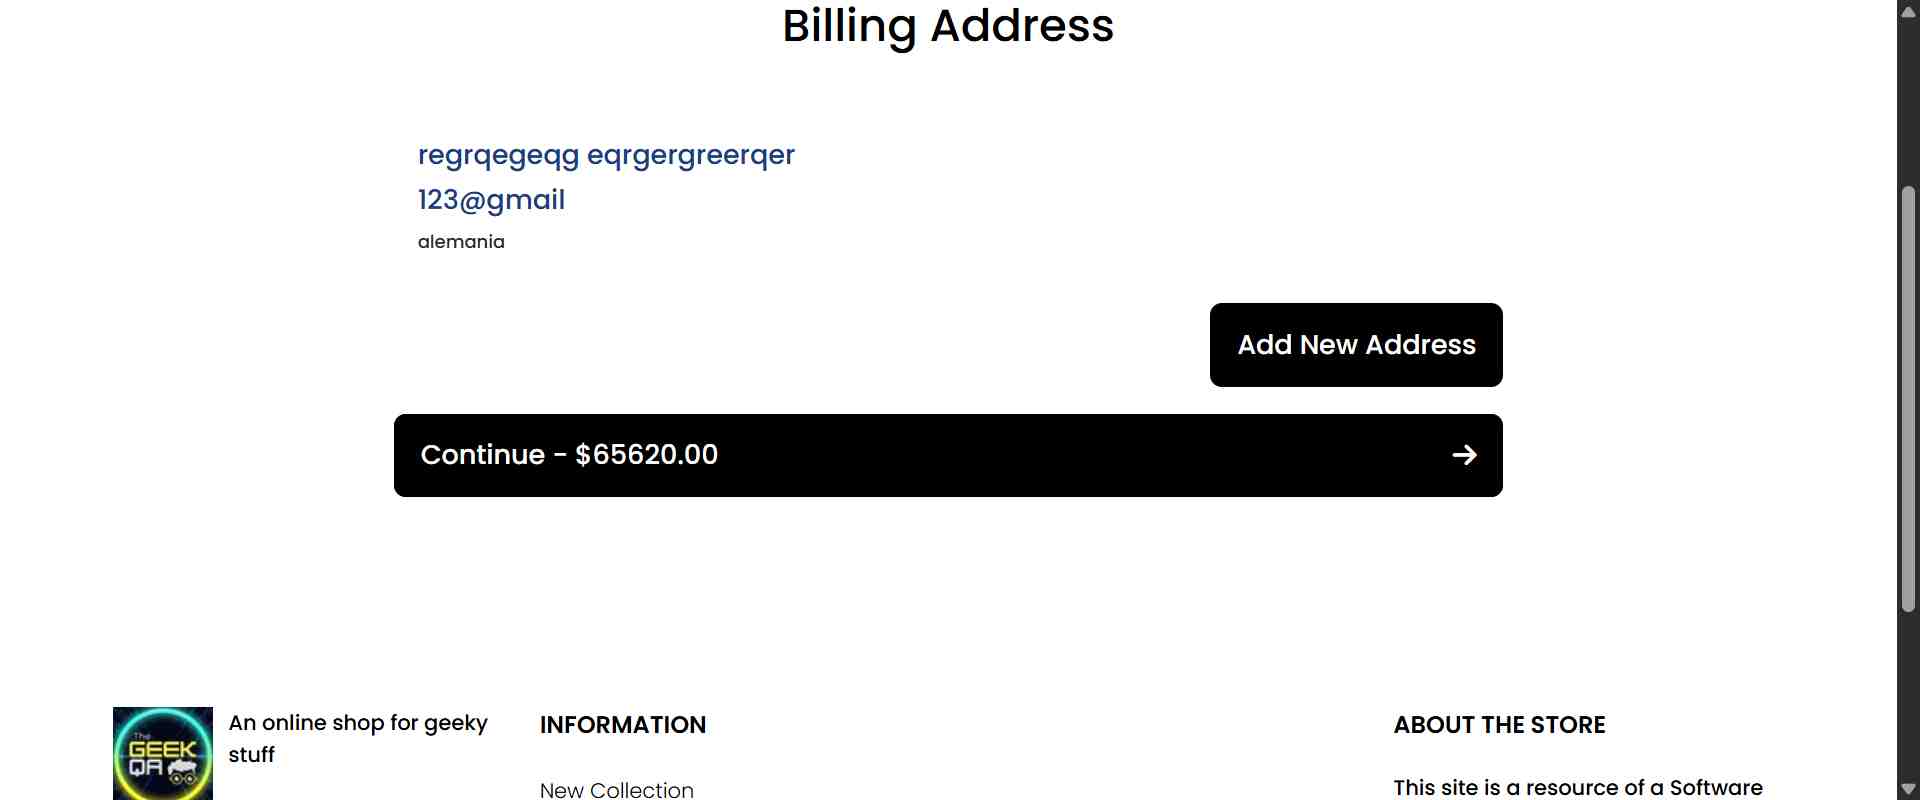 Billing Address
regrqegeqg eqrgergreerqer
123@gmail
alemania
Add New Address
Continue - $65620.00
The
GEEK
QA
An online shop for geeky
stuff
INFORMATION
New Collection
ABOUT THE STORE
This site is a resource of a Software